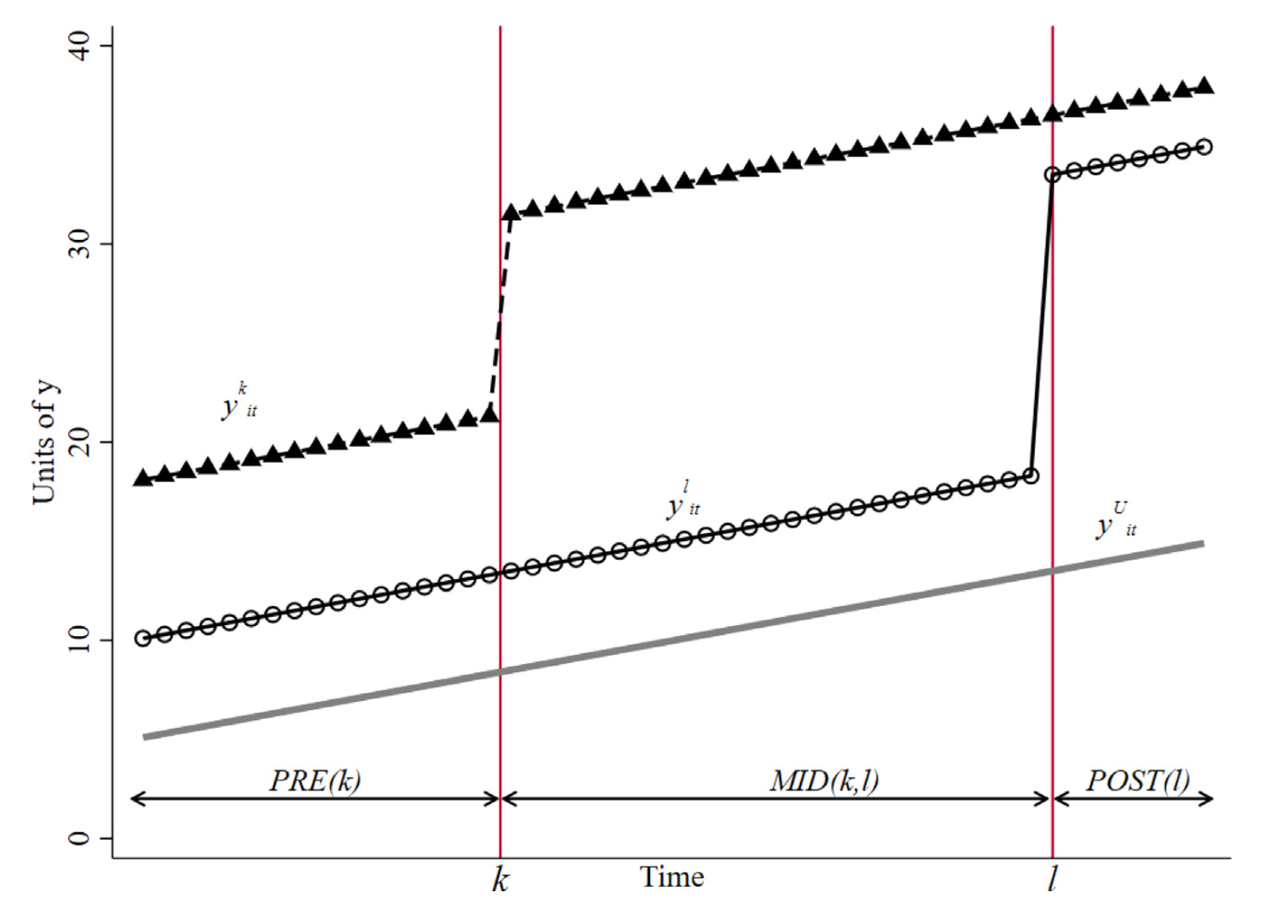 40
30
20
10
0
Units of y
y^k_it
y^l_it
y^U_it
PRE(k)
MID(k,l)
POST(l)
k
Time
l